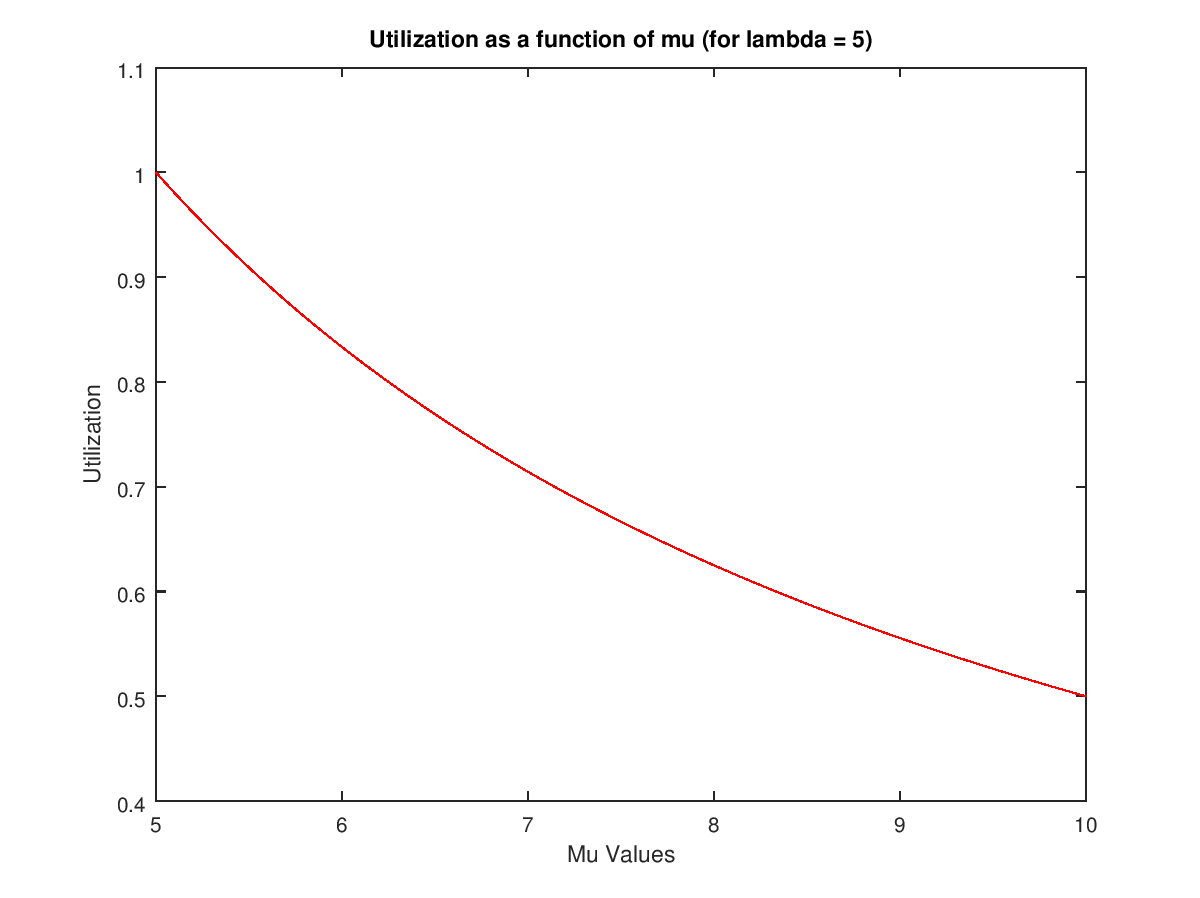 Utilization as a function of mu (for lambda = 5)
1.1
1
0.9
0.8
0.7
0.6
0.5
0.4
Utilization
5 6 7 8 9 10
Mu Values